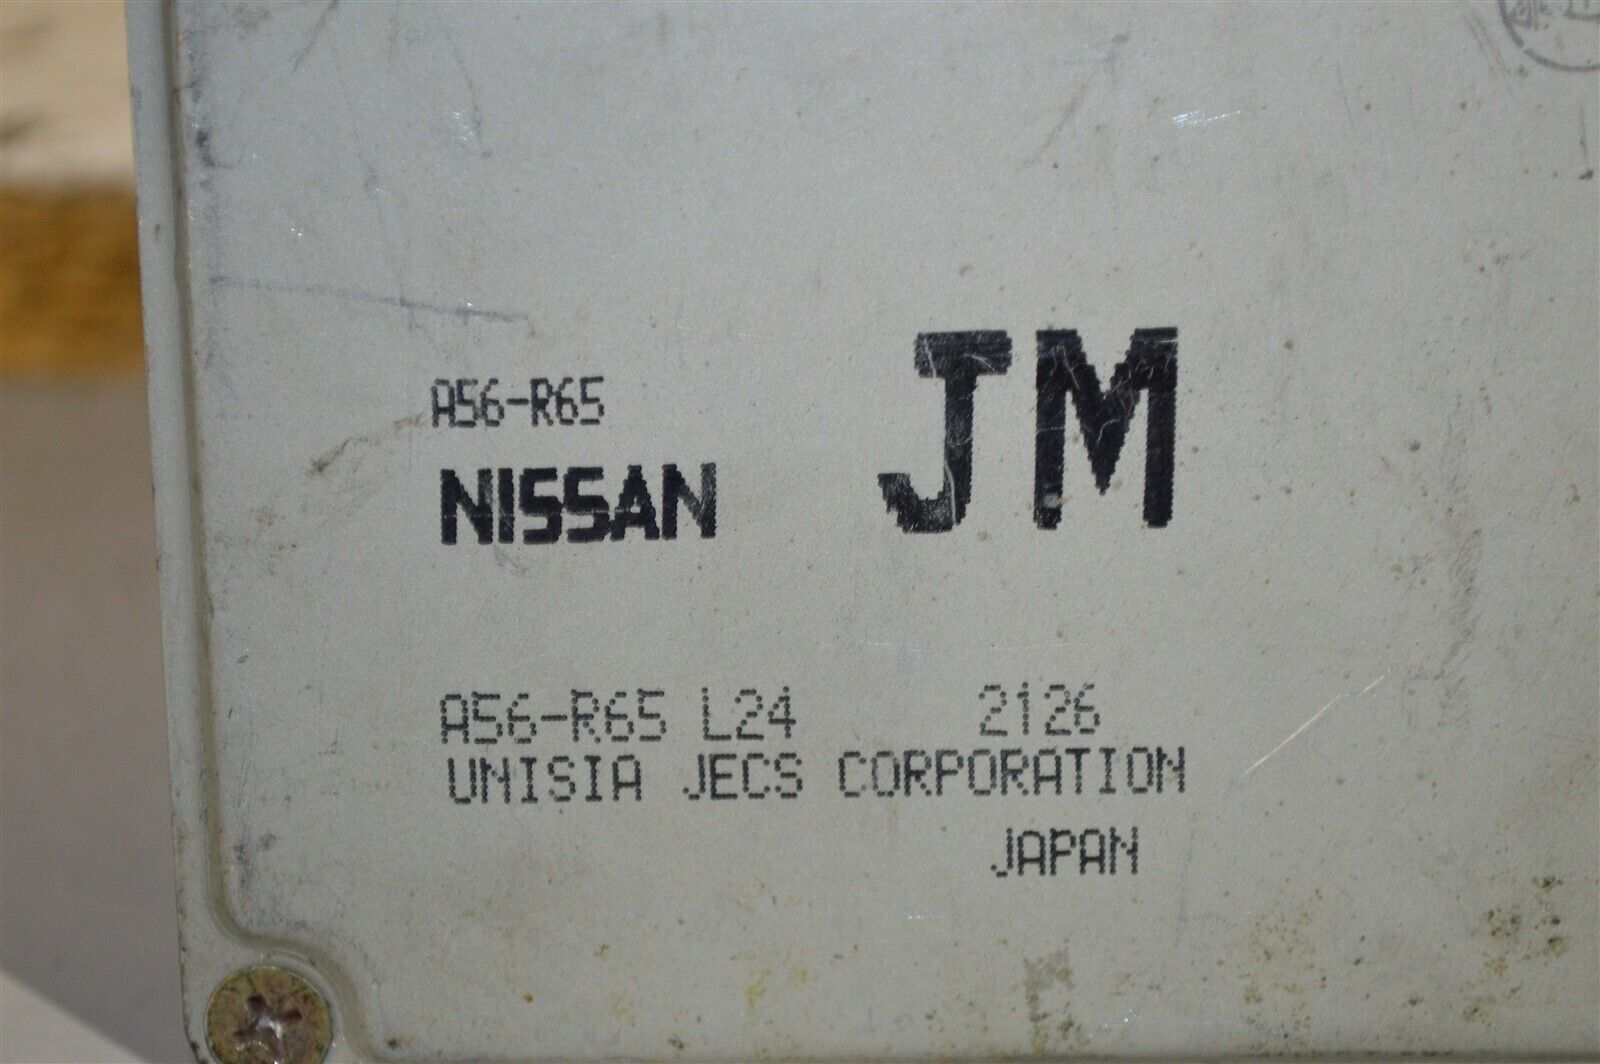 A56-R65
NISSAN JM
A56-R65 L24 2126
UNISIA JECS CORPORATION
JAPAN